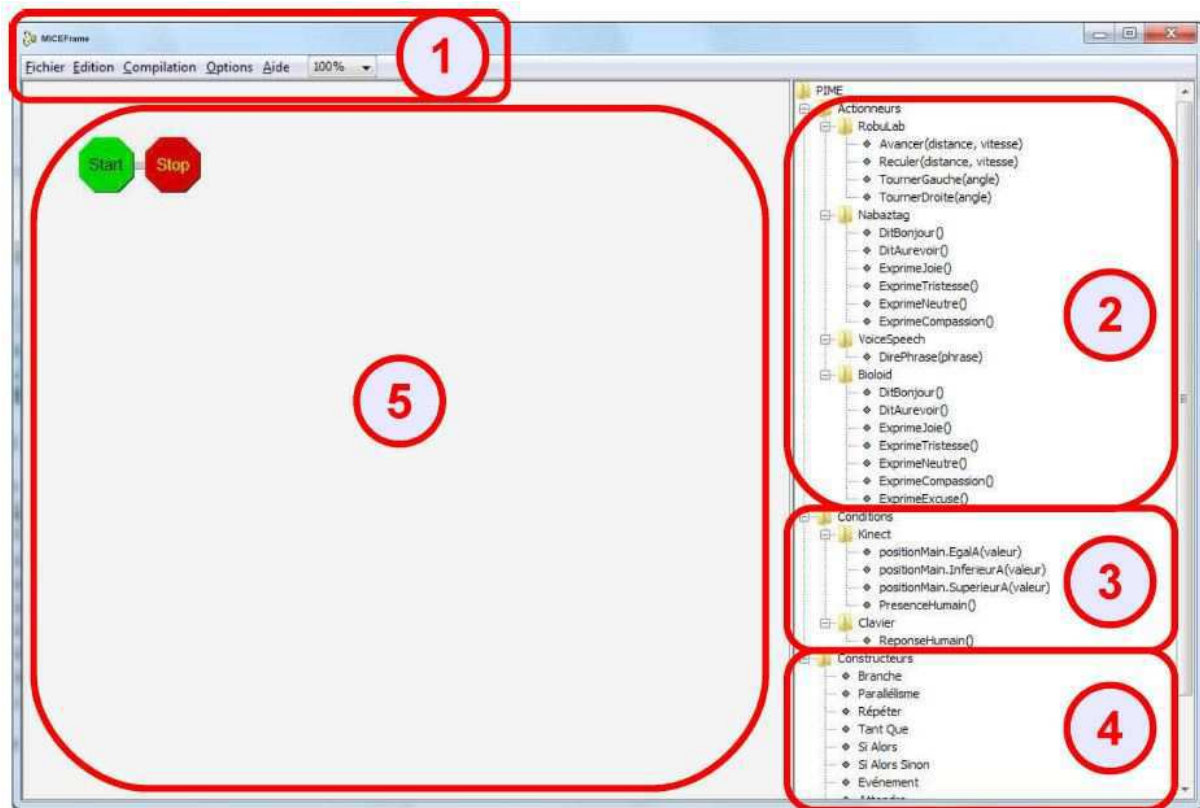 MICEFrame
1
Fichier Edition Compilation Options Aide 100%
Start Stop
5
PIME
Actionneurs
RobuLab
Avancer(distance, vitesse)
Reculer(distance, vitesse)
TournerGauche(angle)
TournerDroite(angle)
Nabaztag
DitBonjour()
DitAurevoir()
ExprimeJoie()
ExprimeTristesse()
ExprimeNeutre()
ExprimeCompassion()
2
VoiceSpeech
DirePhrase(phrase)
Bioloid
DitBonjour()
DitAurevoir()
ExprimeJoie()
ExprimeTristesse()
ExprimeNeutre()
ExprimeCompassion()
ExprimeExcuse()
Conditions
Kinect
positionMain.EgalA(valeur)
positionMain.InferieurA(valeur)
positionMain.SuperieurA(valeur)
3
PresenceHumain()
Clavier
ReponseHumain()
Constructeurs
Branche
Parallélisme
Répéter
Tant Que
4
Si Alors
Si Alors Sinon
Evénement
Attendre